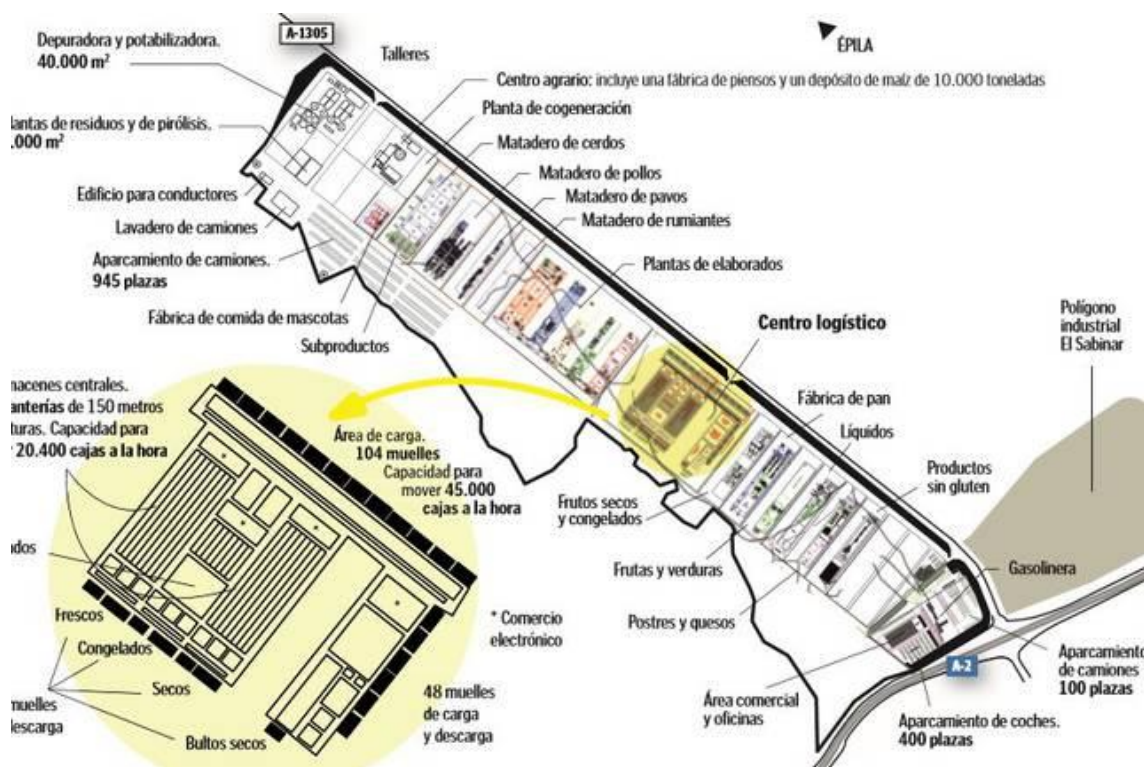 A-1305
ÉPILA
Depuradora y potabilizadora.
40.000 m²
Talleres
Centro agrario: incluye una fábrica de piensos y un depósito de maíz de 10.000 toneladas
Planta de cogeneración
lantas de residuos y de pirólisis.
.000 m²
Matadero de cerdos
Matadero de pollos
Matadero de pavos
Matadero de rumiantes
Edificio para conductores
Lavadero de camiones
Plantas de elaborados
Aparcamiento de camiones.
945 plazas
Fábrica de comida de mascotas
Subproductos
Centro logístico
Polígono
industrial
El Sabinar
macenes centrales.
anterías de 150 metros
turas. Capacidad para
20.400 cajas a la hora
Área de carga.
104 muelles
Capacidad para
mover 45.000
cajas a la hora
Fábrica de pan
Líquidos
Productos
sin gluten
Frutos secos
y congelados
Frutas y verduras
Postres y quesos
Gasolinera
ados
Frescos
Congelados
Secos
Bultos secos
muelles
descarga
* Comercio
electrónico
48 muelles
de carga
y descarga
Área comercial
y oficinas
A-2
Aparcamiento
de camiones
100 plazas
Aparcamiento de coches.
400 plazas